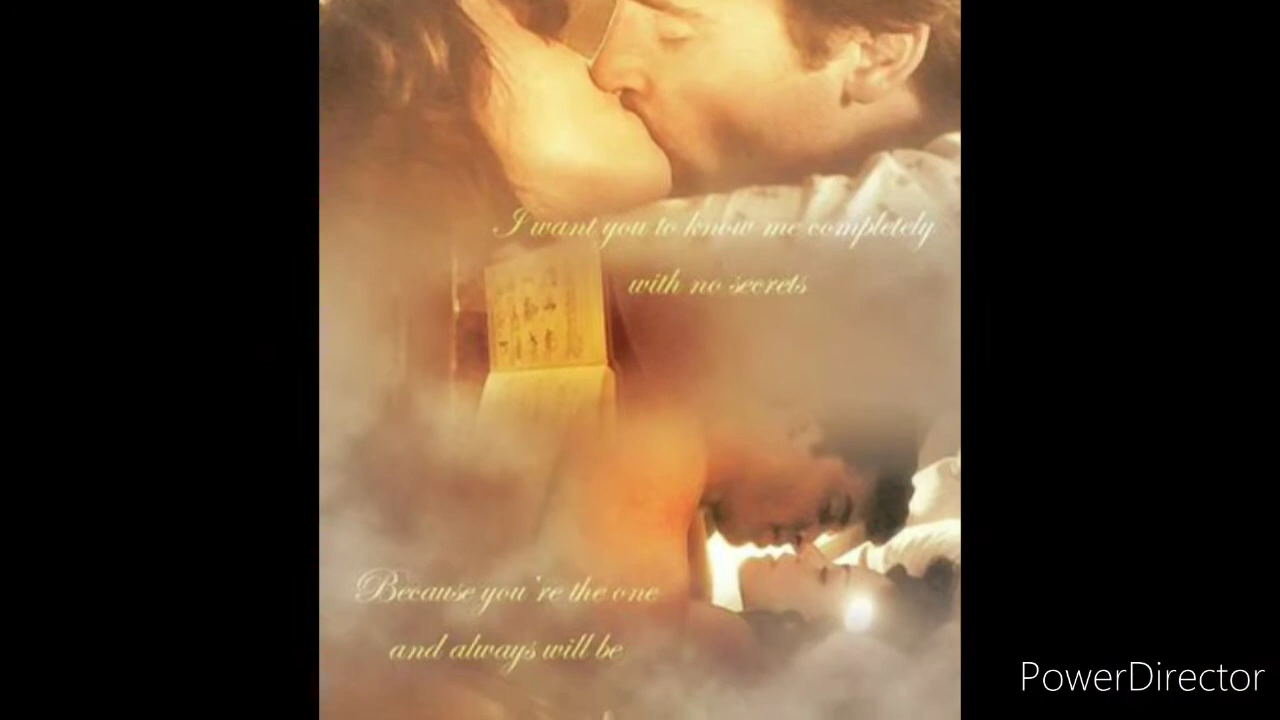 I want you to know me completely
with no secrets
Because you're the one
and always will be
PowerDirector